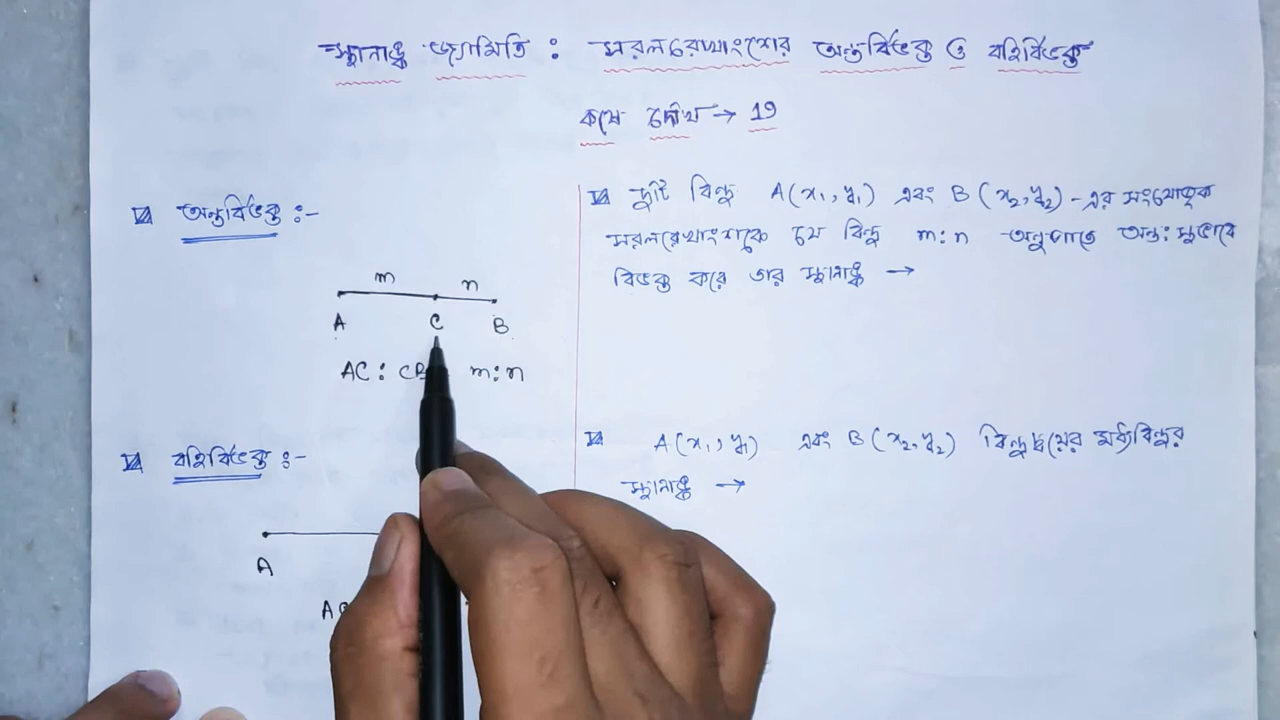 স্থানাঙ্ক জ্যামিতি : সরলরেখাংশের অন্তর্বিভক্ত ও বহির্বিভক্ত
কষে দেখি → 19
অন্তর্বিভক্ত :-
m n
A C B
AC : CB m:n
বহির্বিভক্ত :-
A
দুটি বিন্দু A(x₁, y₁) এবং B(x₂, y₂) -এর সংযোজক
সরলরেখাংশকে যে বিন্দু m:n অনুপাতে অন্তঃস্থভাবে
বিভক্ত করে তার স্থানাঙ্ক →
A(x₁, y₁) এবং B(x₂, y₂) বিন্দুদ্বয়ের মধ্যবিন্দুর
স্থানাঙ্ক →